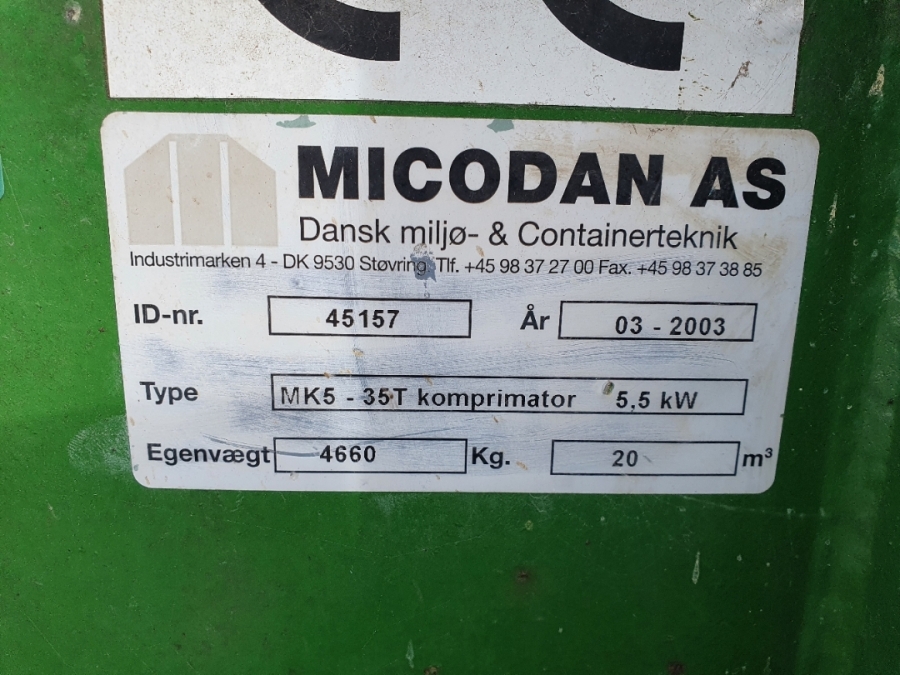 CE
MICODAN AS
Dansk miljø- & Containerteknik
Industrimarken 4 - DK 9530 Støvring Tlf. +45 98 37 27 00 Fax. +45 98 37 38 85
ID-nr. 45157 År 03 - 2003
Type MK5 - 35T komprimator 5,5 kW
Egenvægt 4660 Kg. 20 m³